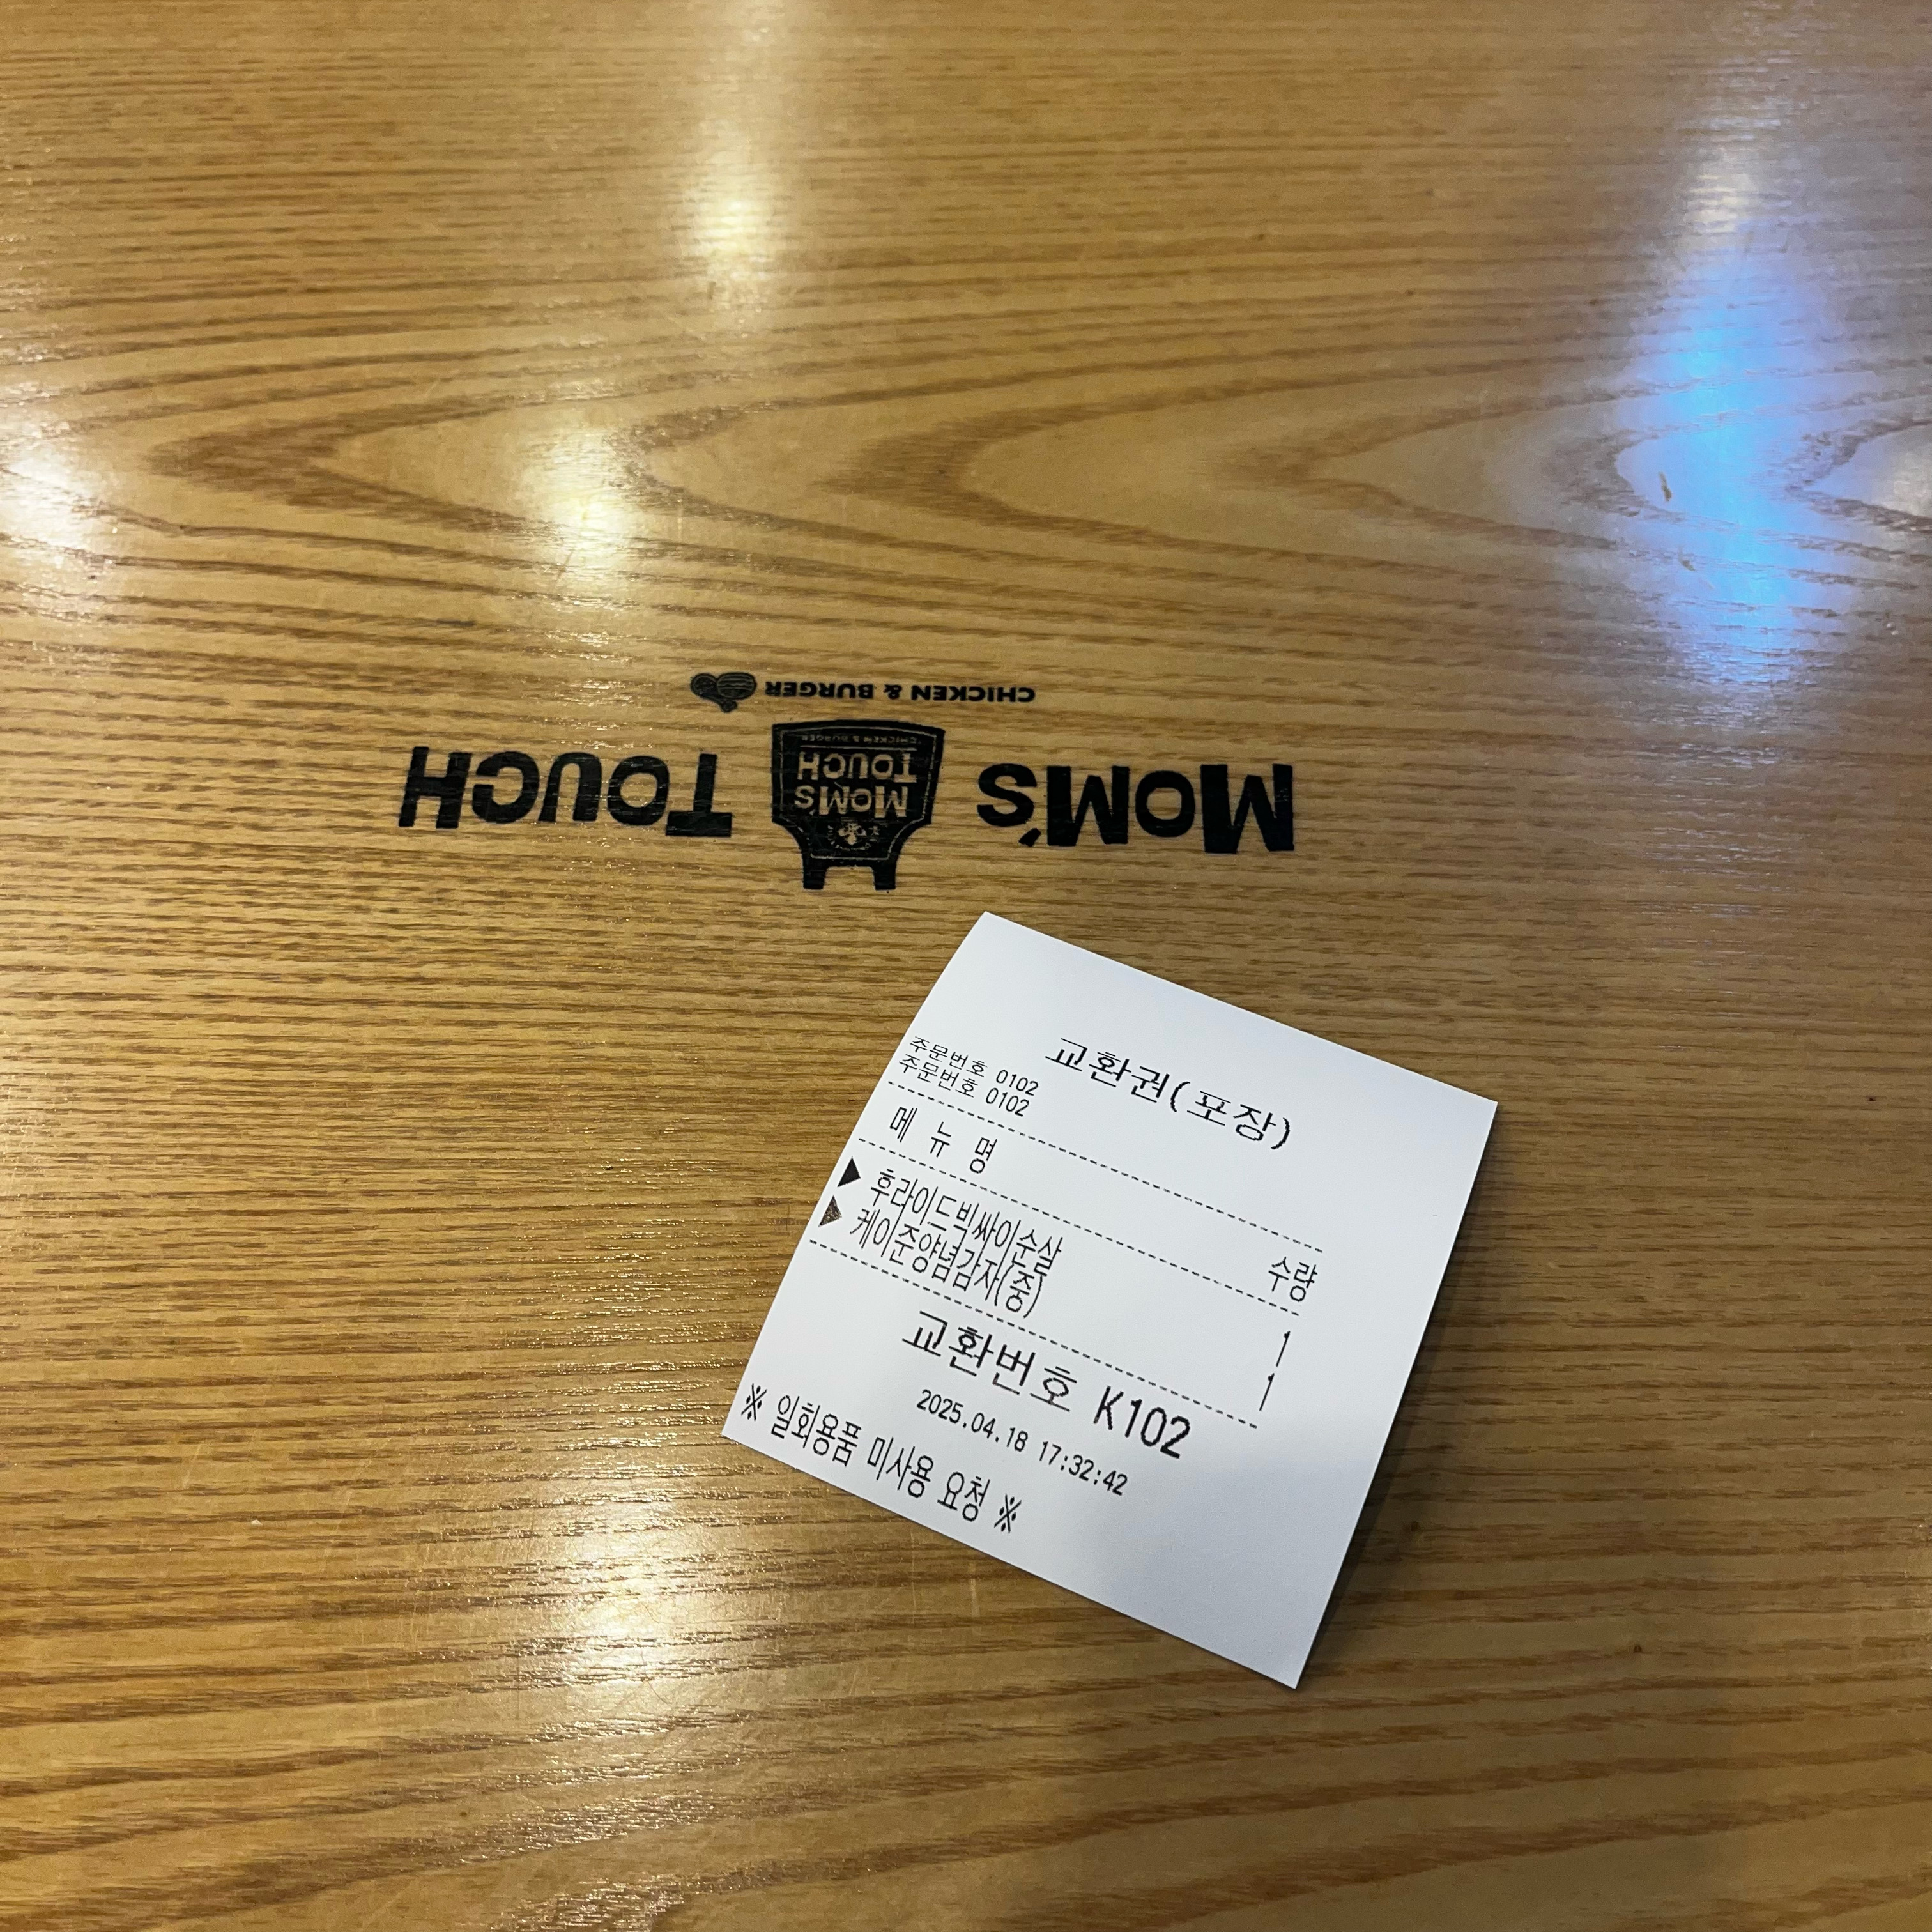 MOM'S TOUCH
MOM'S
TOUCH
CHICKEN & BURGER
CHICKEN & BURGER
교환권(포장)
주문번호 0102
주문번호 0102
메 뉴 명 수량
▶ 후라이드빅싸이순살 1
▶ 케이준양념감자(중) 1
교환번호 K102
2025.04.18 17:32:42
※ 일회용품 미사용 요청 ※